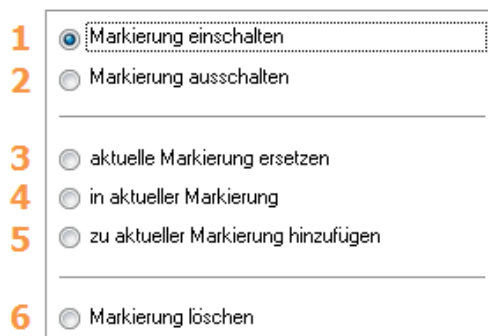 1 Markierung einschalten
2 Markierung ausschalten
3 aktuelle Markierung ersetzen
4 in aktueller Markierung
5 zu aktueller Markierung hinzufügen
6 Markierung löschen